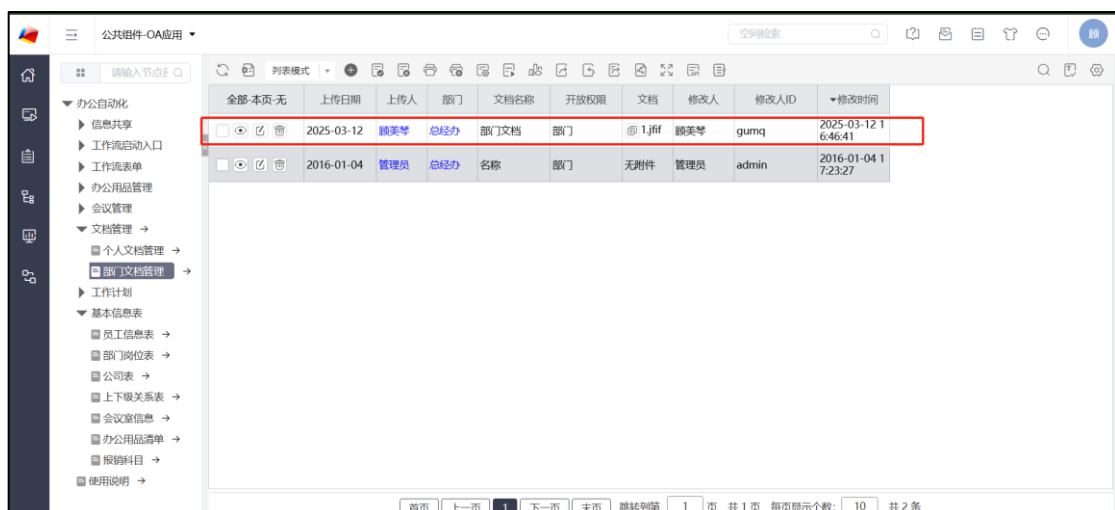 公共组件-OA应用
空间检索
顾
请输入节点名
列表模式
办公自动化
信息共享
工作流启动入口
工作流表单
办公用品管理
会议管理
文档管理 →
个人文档管理 →
部门文档管理 →
工作计划
基本信息表
员工信息表 →
部门岗位表 →
公司表 →
上下级关系表 →
会议室信息 →
办公用品清单 →
报销科目 →
使用说明 →
全部-本页-无 上传日期 上传人 部门 文档名称 开放权限 文档 修改人 修改人ID 修改时间
2025-03-12 顾美琴 总经办 部门文档 部门 1.jfif 顾美琴 gumq 2025-03-12 1
6:46:41
2016-01-04 管理员 总经办 名称 部门 无附件 管理员 admin 2016-01-04 1
7:23:27
首页 上一页 1 下一页 末页 跳转到第 1 页 共 1 页 每页显示个数: 10 共 2 条